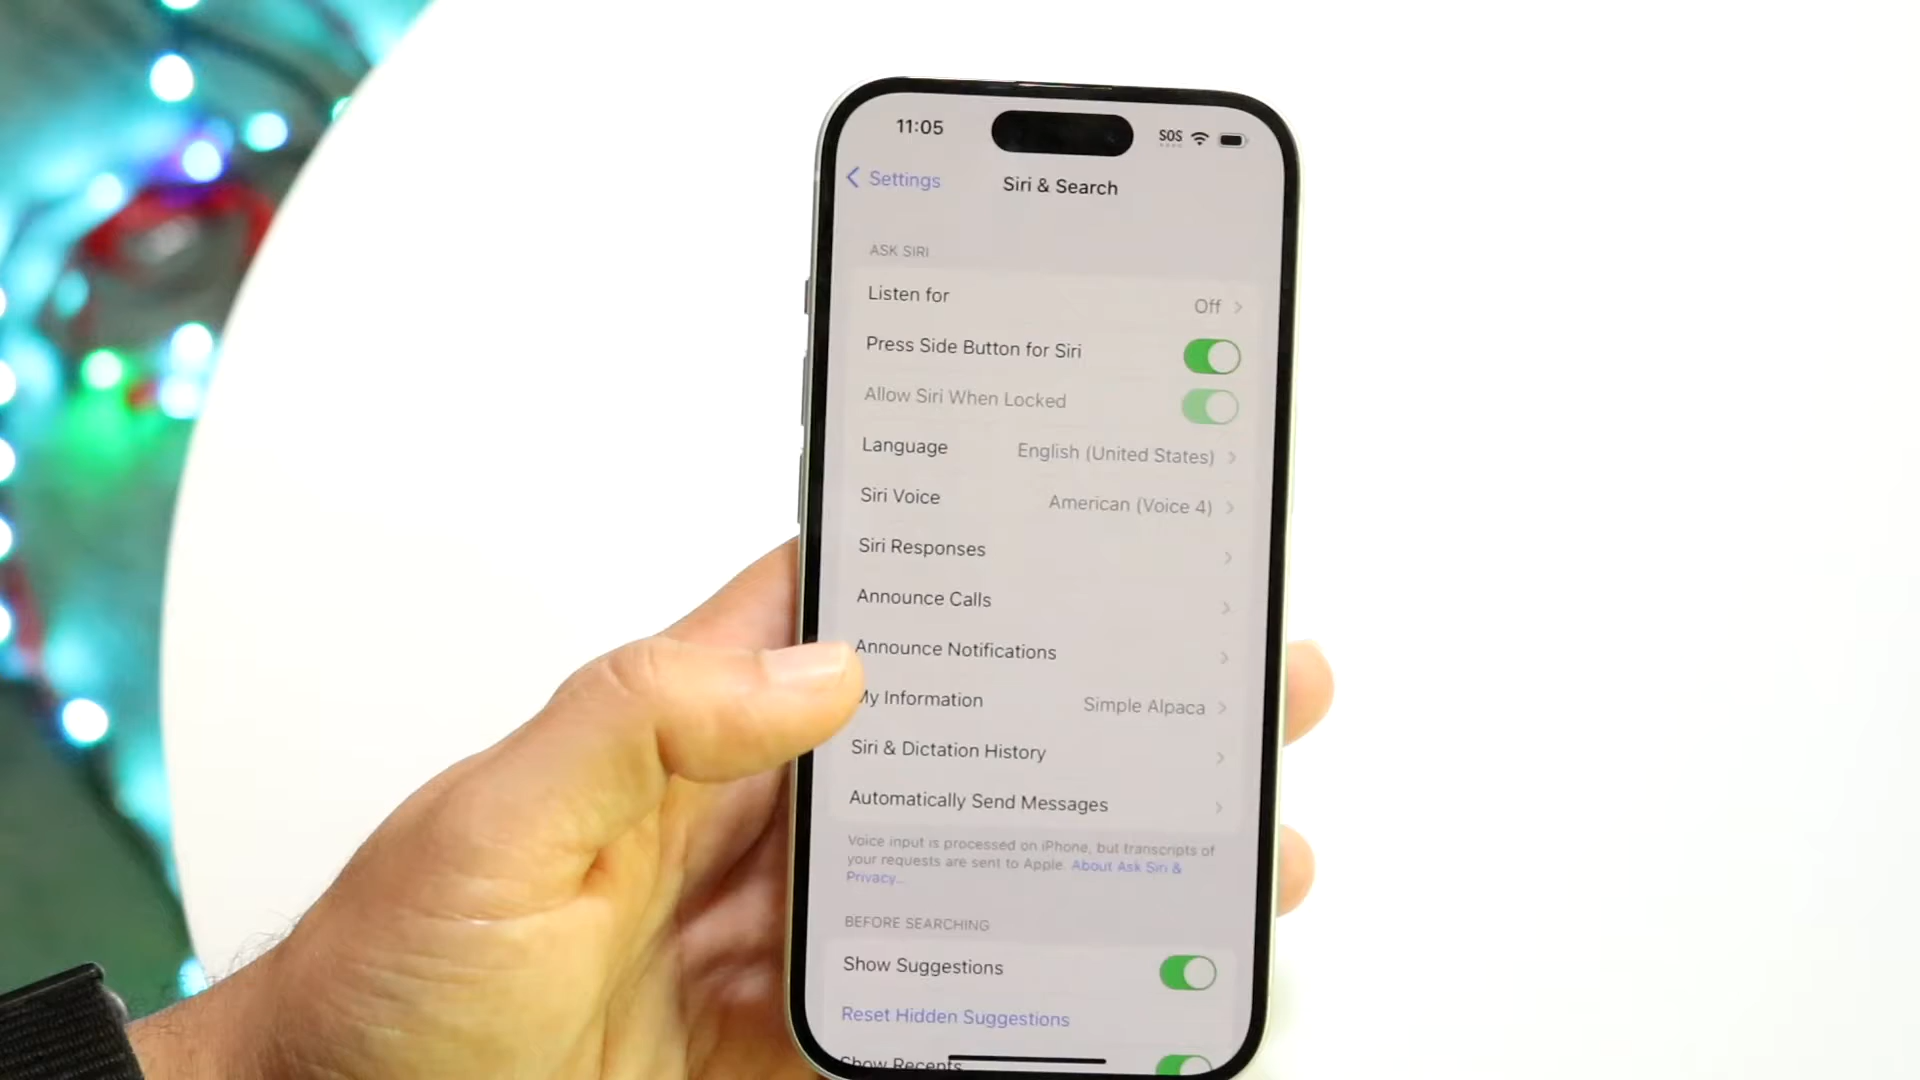 11:05
SOS
Settings
Siri & Search
ASK SIRI
Listen for Off
Press Side Button for Siri
Allow Siri When Locked
Language English (United States)
Siri Voice American (Voice 4)
Siri Responses
Announce Calls
Announce Notifications
My Information Simple Alpaca
Siri & Dictation History
Automatically Send Messages
Voice input is processed on iPhone, but transcripts of
your requests are sent to Apple. About Ask Siri &
Privacy...
BEFORE SEARCHING
Show Suggestions
Reset Hidden Suggestions
Show Recents